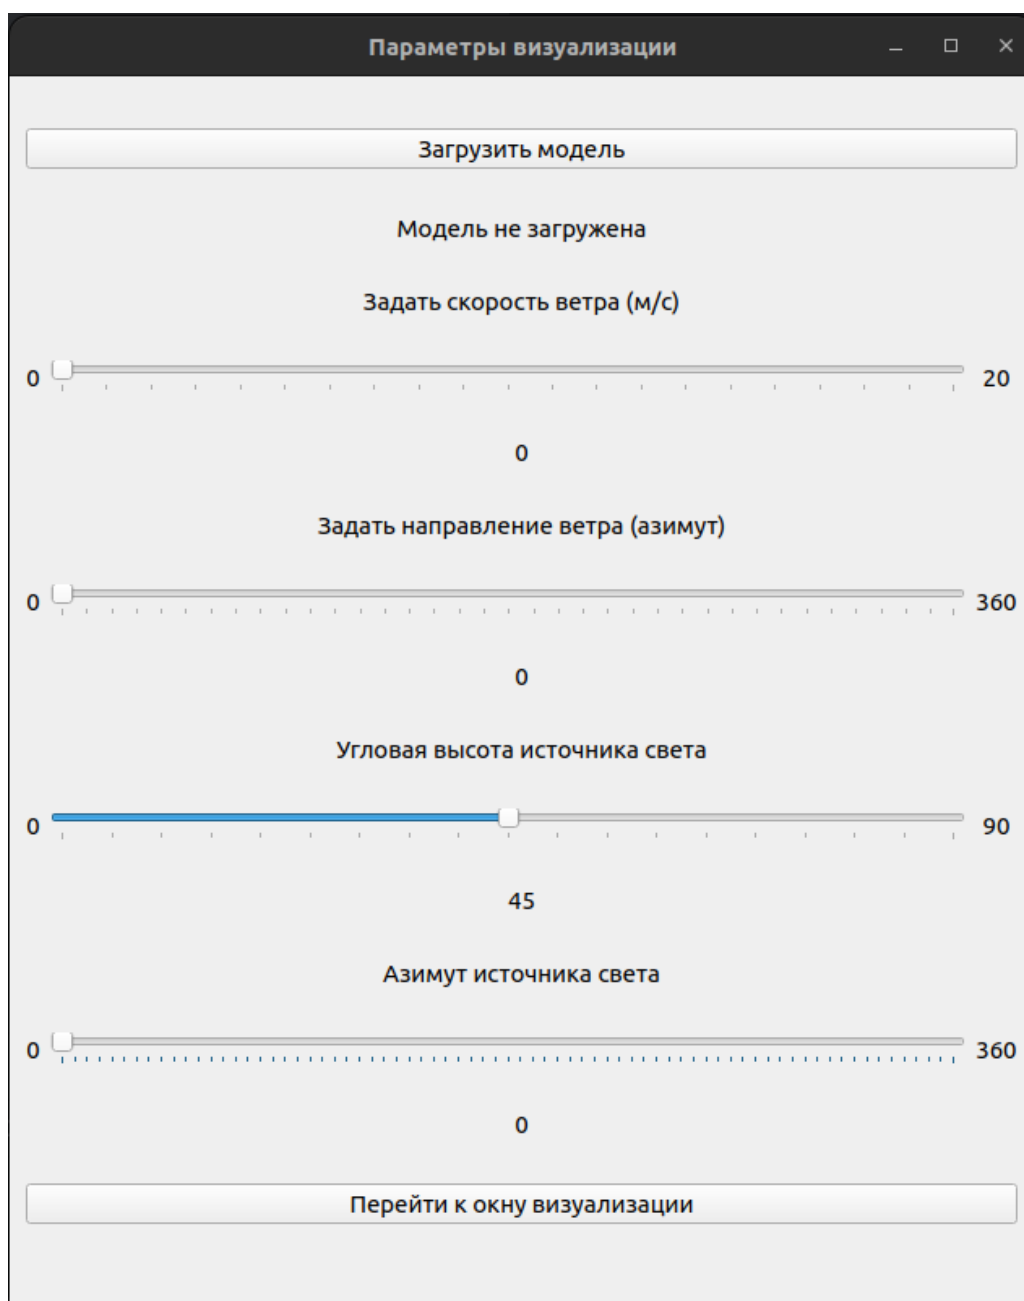 Параметры визуализации
Загрузить модель
Модель не загружена
Задать скорость ветра (м/с)
0 20
0
Задать направление ветра (азимут)
0 360
0
Угловая высота источника света
0 90
45
Азимут источника света
0 360
0
Перейти к окну визуализации